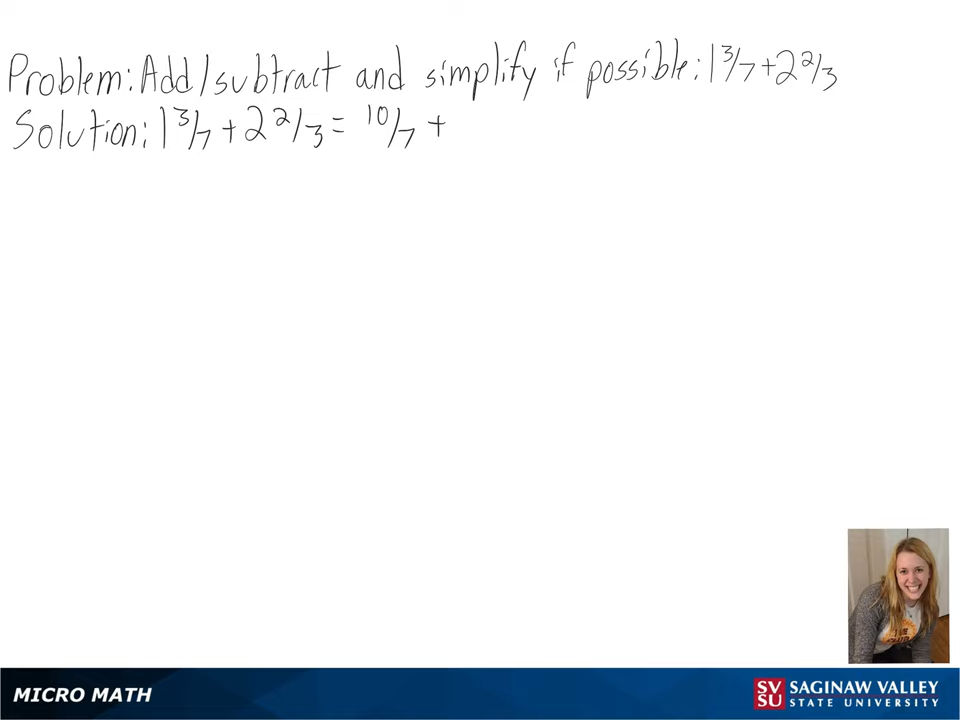 Problem: Add/subtract and simplify if possible: 1 3/7 + 2 2/3
Solution: 1 3/7 + 2 2/3 = 10/7 +
MICRO MATH
SV SU SAGINAW VALLEY
STATE UNIVERSITY